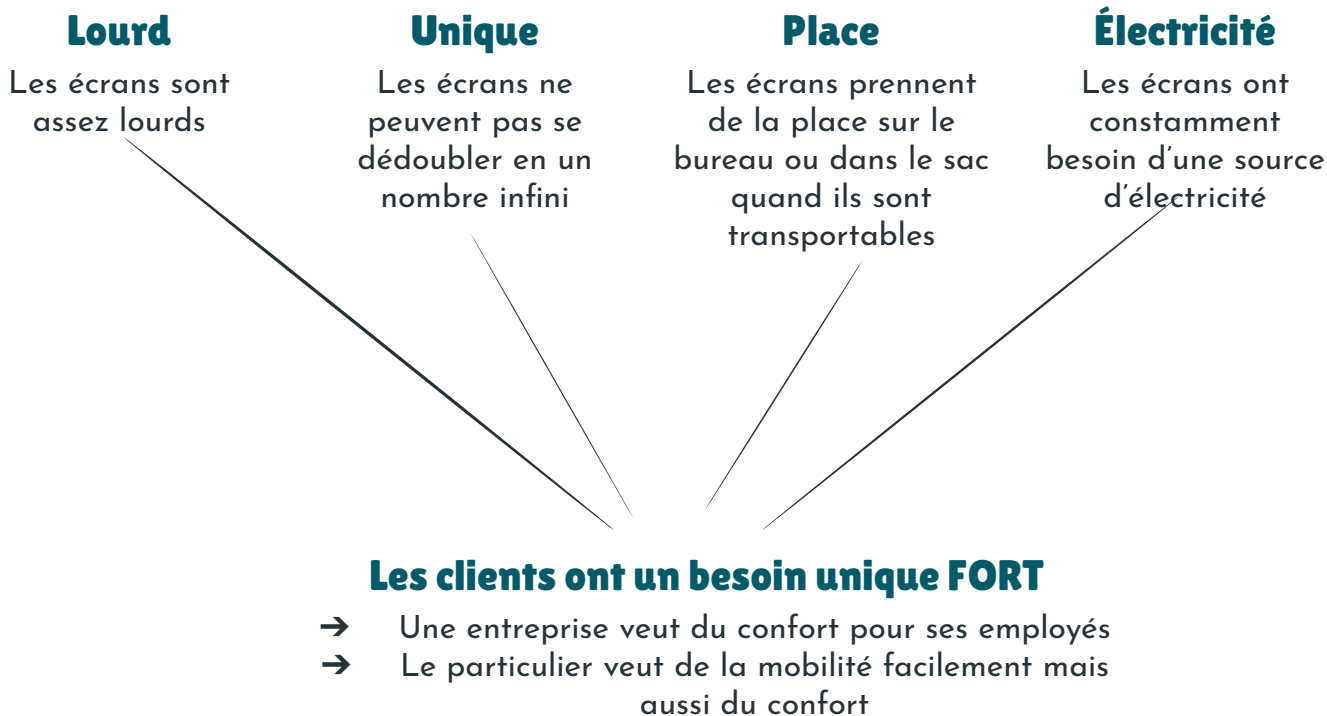 Lourd
Les écrans sont
assez lourds
Unique
Les écrans ne
peuvent pas se
dédoubler en un
nombre infini
Place
Les écrans prennent
de la place sur le
bureau ou dans le sac
quand ils sont
transportables
Électricité
Les écrans ont
constamment
besoin d'une source
d'électricité
Les clients ont un besoin unique FORT
➔ Une entreprise veut du confort pour ses employés
➔ Le particulier veut de la mobilité facilement mais
aussi du confort